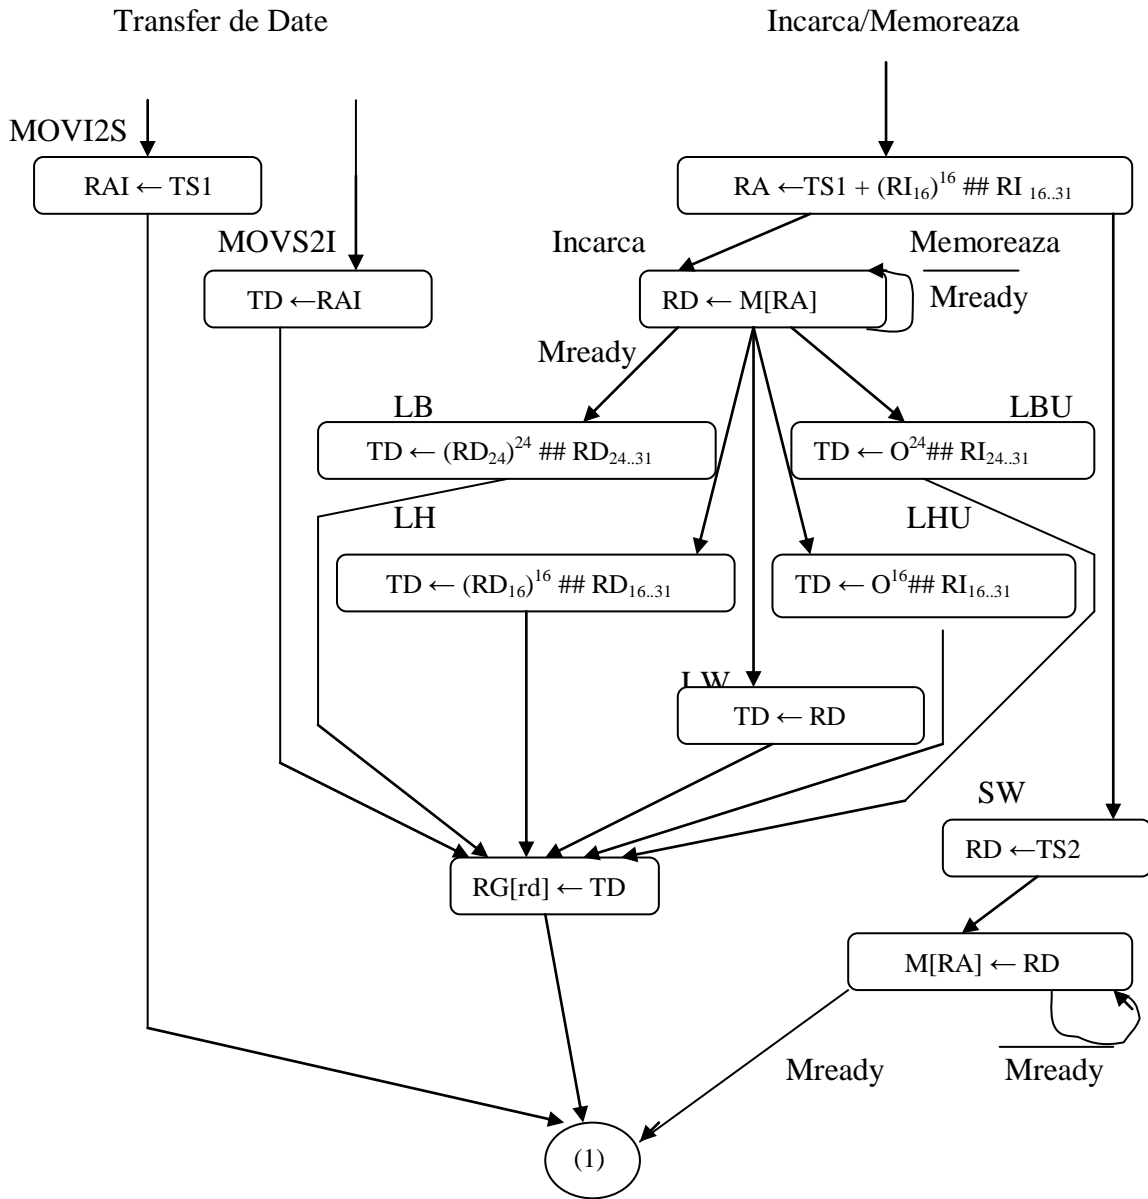 Transfer de Date
Incarca/Memoreaza
MOVI2S
RAI ← TS1
RA ←TS1 + (RI₁₆)¹⁶ ## RI ₁₆..₃₁
MOVS2I
Incarca
Memoreaza
TD ←RAI
RD ← M[RA]
Mready
Mready
LB
LBU
TD ← (RD₂₄)²⁴ ## RD₂₄..₃₁
TD ← O²⁴## RI₂₄..₃₁
LH
LHU
TD ← (RD₁₆)¹⁶ ## RD₁₆..₃₁
TD ← O¹⁶## RI₁₆..₃₁
LW
TD ← RD
SW
RD ←TS2
RG[rd] ← TD
M[RA] ← RD
Mready
Mready
(1)